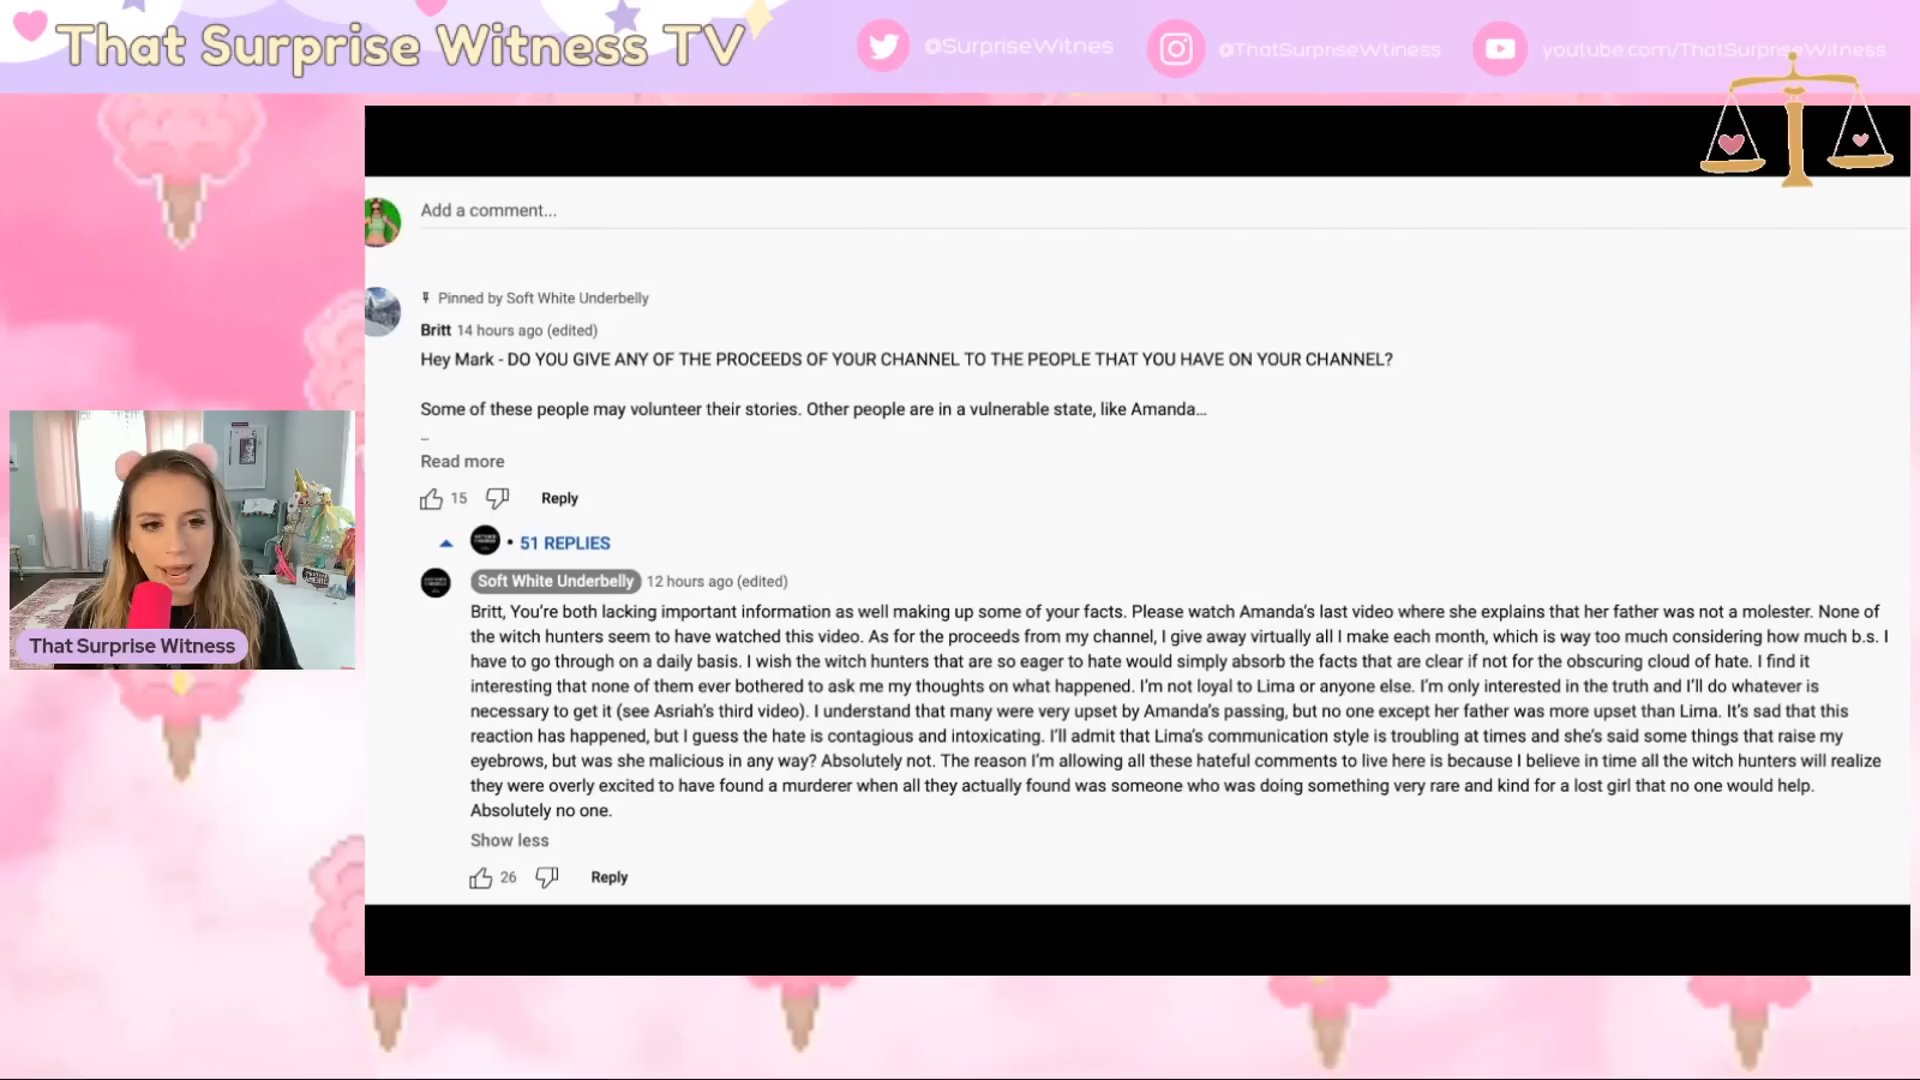 That Surprise Witness TV
@SurpriseWitnes
@ThatSurpriseWtiness
youtube.com/ThatSurpriseWitness
Add a comment...
Pinned by Soft White Underbelly
Britt 14 hours ago (edited)
Hey Mark - DO YOU GIVE ANY OF THE PROCEEDS OF YOUR CHANNEL TO THE PEOPLE THAT YOU HAVE ON YOUR CHANNEL?
Some of these people may volunteer their stories. Other people are in a vulnerable state, like Amanda...
_
Read more
15 Reply
• 51 REPLIES
Soft White Underbelly 12 hours ago (edited)
Britt, You're both lacking important information as well making up some of your facts. Please watch Amanda's last video where she explains that her father was not a molester. None of
the witch hunters seem to have watched this video. As for the proceeds from my channel, I give away virtually all I make each month, which is way too much considering how much b.s. I
have to go through on a daily basis. I wish the witch hunters that are so eager to hate would simply absorb the facts that are clear if not for the obscuring cloud of hate. I find it
interesting that none of them ever bothered to ask me my thoughts on what happened. I'm not loyal to Lima or anyone else. I'm only interested in the truth and I'll do whatever is
necessary to get it (see Asriah's third video). I understand that many were very upset by Amanda's passing, but no one except her father was more upset than Lima. It's sad that this
reaction has happened, but I guess the hate is contagious and intoxicating. I'll admit that Lima's communication style is troubling at times and she's said some things that raise my
eyebrows, but was she malicious in any way? Absolutely not. The reason I'm allowing all these hateful comments to live here is because I believe in time all the witch hunters will realize
they were overly excited to have found a murderer when all they actually found was someone who was doing something very rare and kind for a lost girl that no one would help.
Absolutely no one.
Show less
26 Reply
That Surprise Witness